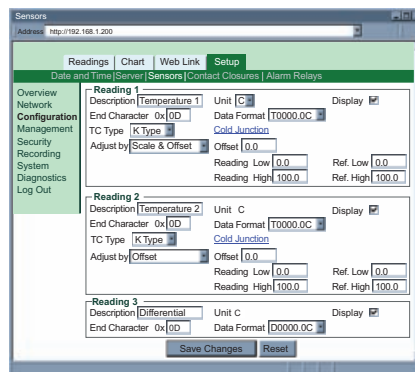 Sensors
Address http://192.168.1.200
Readings Chart Web Link Setup
Date and Time|Server|Sensors|Contact Closures | Alarm Relays
Overview
Network
Configuration
Management
Security
Recording
System
Diagnostics
Log Out
Reading 1
Description Temperature 1 Unit C Display
End Character 0x 0D Data Format T0000.0C
TC Type K Type Cold Junction
Adjust by Scale & Offset Offset 0.0
Reading Low 0.0 Ref. Low 0.0
Reading High 100.0 Ref. High 100.0
Reading 2
Description Temperature 2 Unit C Display
End Character 0x 0D Data Format T0000.0C
TC Type K Type Cold Junction
Adjust by Offset Offset 0.0
Reading Low 0.0 Ref. Low 0.0
Reading High 100.0 Ref. High 100.0
Reading 3
Description Differential Unit C Display
End Character 0x 0D Data Format D0000.0C
Save Changes Reset